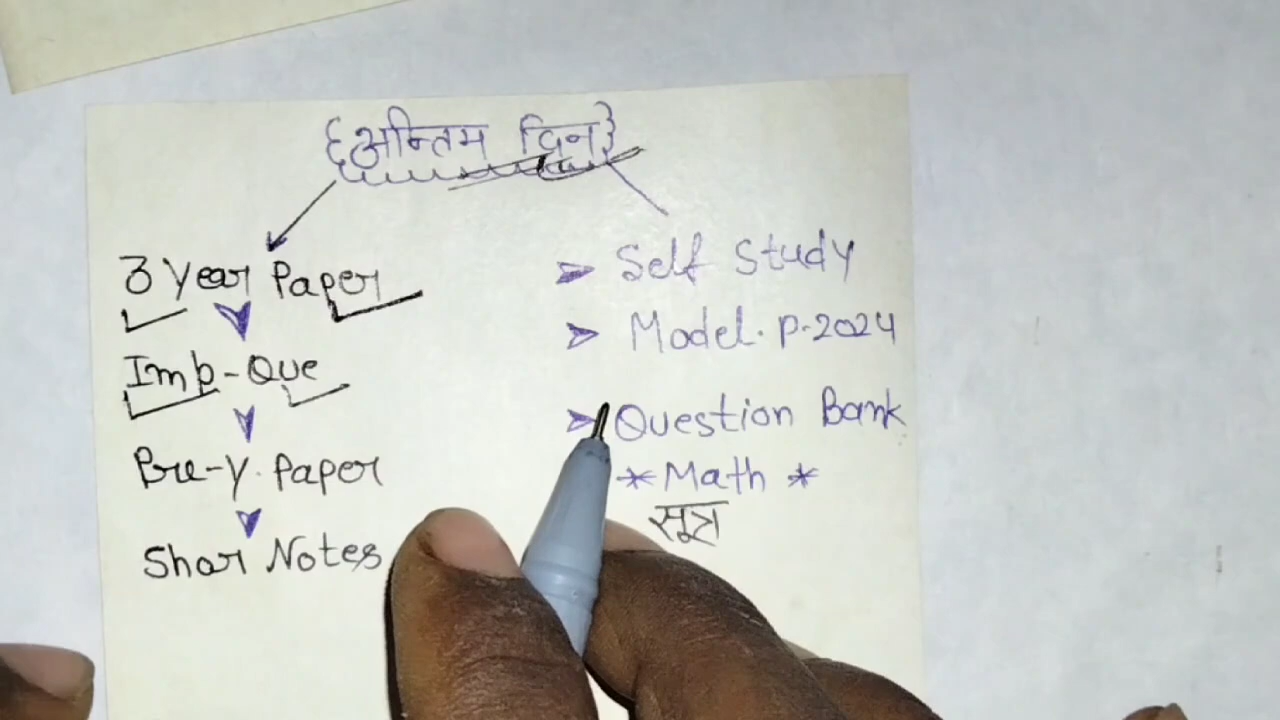 {अन्तिम दिन}
3 Year Paper
Imp-Que
Pre-Y. Paper
Shor Notes
Self Study
Model. P-2024
Question Bank
*Math*
सूत्र